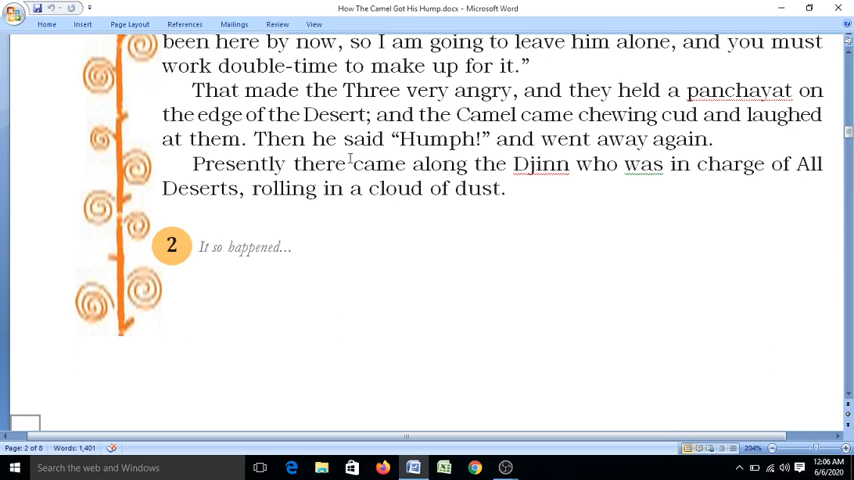 How The Camel Got His Hump.docx - Microsoft Word
Home Insert Page Layout References Mailings Review View
been here by now, so I am going to leave him alone, and you must
work double-time to make up for it.”
That made the Three very angry, and they held a panchayat on
the edge of the Desert; and the Camel came chewing cud and laughed
at them. Then he said “Humph!” and went away again.
Presently there came along the Djinn who was in charge of All
Deserts, rolling in a cloud of dust.
2 It so happened...
Page: 2 of 8 Words: 1,401 204%
Search the web and Windows
12:06 AM
6/6/2020